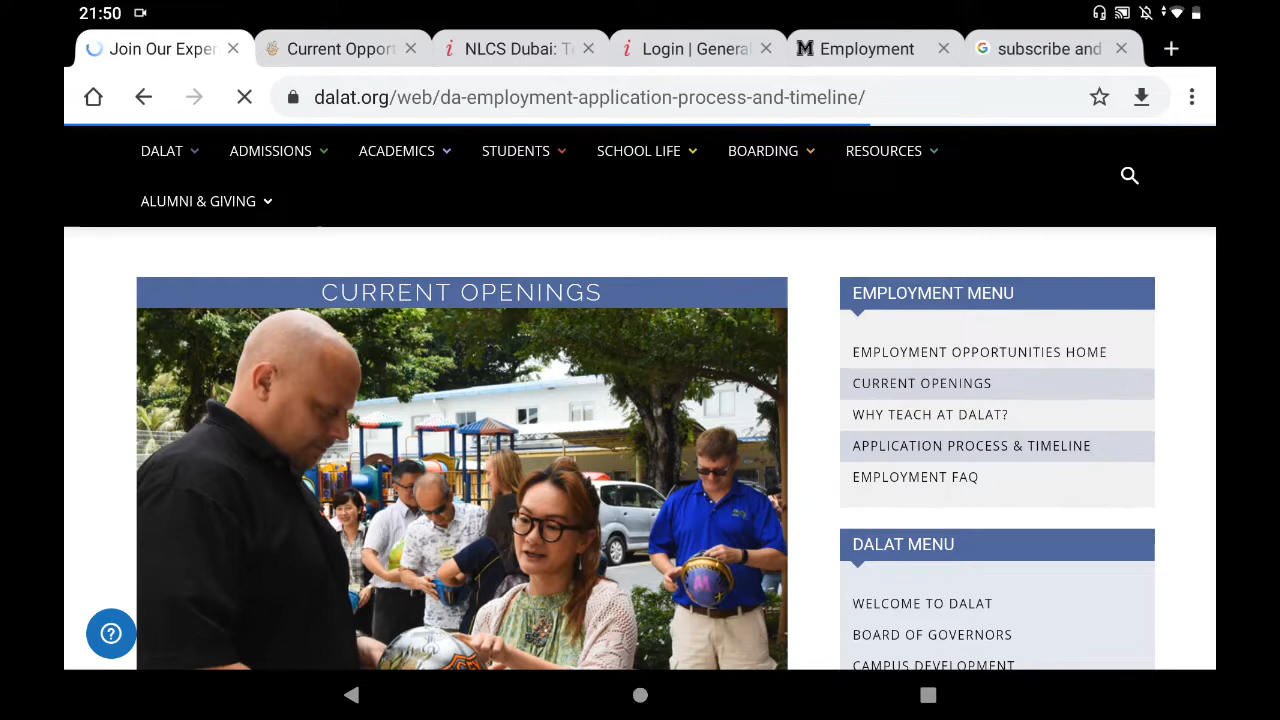 21:50
Join Our Exper
Current Opport
NLCS Dubai: Te
Login | General
Employment
subscribe and
dalat.org/web/da-employment-application-process-and-timeline/
DALAT
ADMISSIONS
ACADEMICS
STUDENTS
SCHOOL LIFE
BOARDING
RESOURCES
ALUMNI & GIVING
CURRENT OPENINGS
EMPLOYMENT MENU
EMPLOYMENT OPPORTUNITIES HOME
CURRENT OPENINGS
WHY TEACH AT DALAT?
APPLICATION PROCESS & TIMELINE
EMPLOYMENT FAQ
DALAT MENU
WELCOME TO DALAT
BOARD OF GOVERNORS
CAMPUS DEVELOPMENT